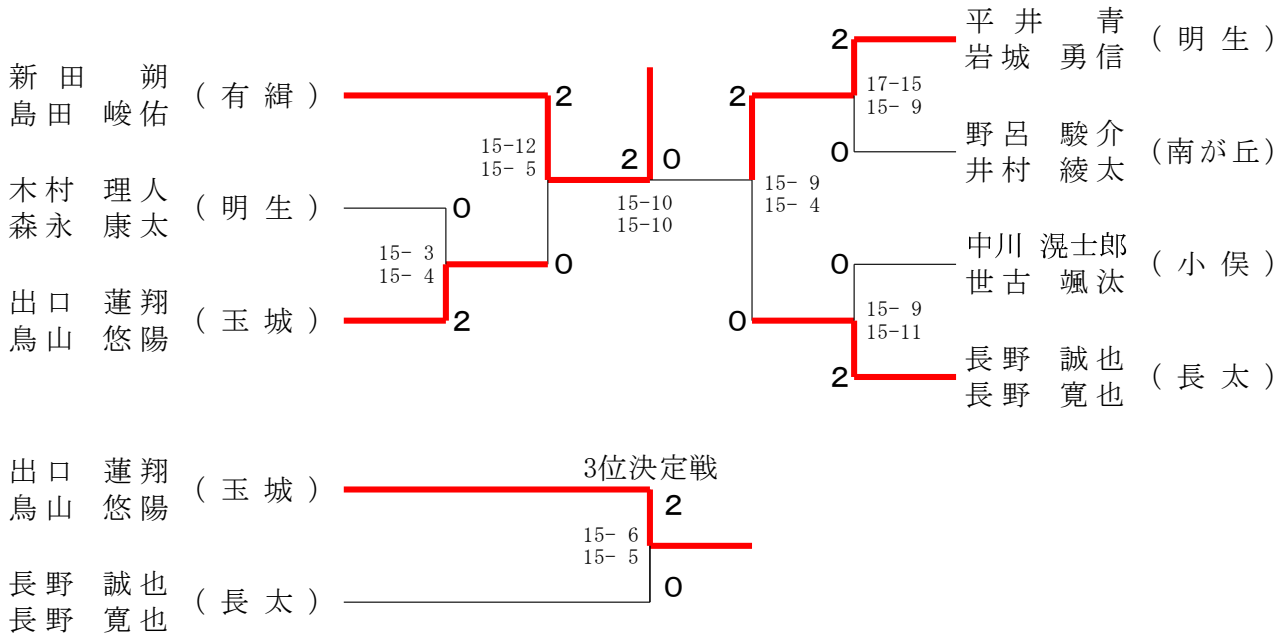 新田 朔
島田 峻佑
(有緝)
木村 理人
森永 康太
(明生)
出口 蓮翔
鳥山 悠陽
(玉城)
0
15- 3
15- 4
2
2
15-12
15- 5
0
2 0
15-10
15-10
2
15- 9
15- 4
0
2
17-15
15- 9
0
0
15- 9
15-11
2
平井 青
岩城 勇信
(明生)
野呂 駿介
井村 綾太
(南が丘)
中川 滉士郎
世古 颯汰
(小俣)
長野 誠也
長野 寛也
(長太)
3位決定戦
出口 蓮翔
鳥山 悠陽
(玉城)
2
15- 6
15- 5
0
長野 誠也
長野 寛也
(長太)